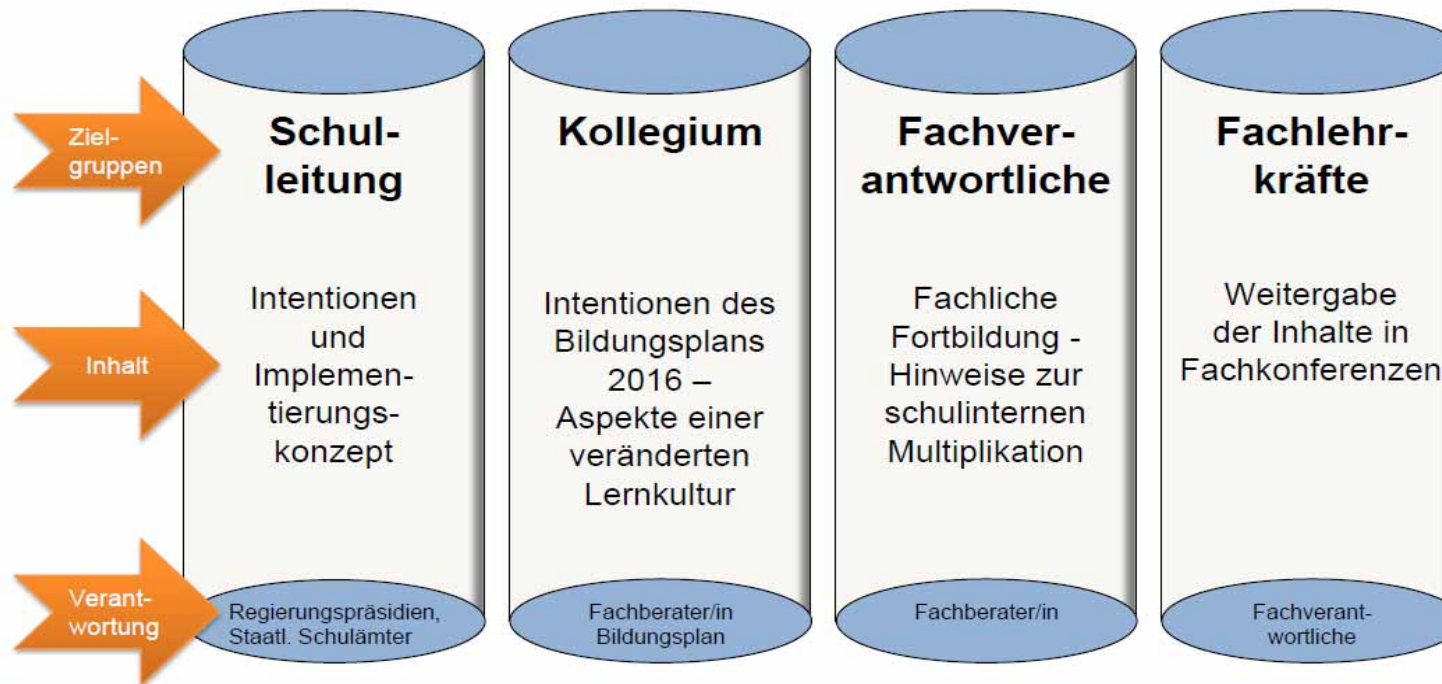 Ziel-
gruppen
Schul-
leitung
Kollegium
Fachver-
antwortliche
Fachlehr-
kräfte
Inhalt
Intentionen
und
Implemen-
tierungs-
konzept
Intentionen des
Bildungsplans
2016 –
Aspekte einer
veränderten
Lernkultur
Fachliche
Fortbildung -
Hinweise zur
schulinternen
Multiplikation
Weitergabe
der Inhalte in
Fachkonferenzen
Verant-
wortung
Regierungspräsidien,
Staatl. Schulämter
Fachberater/in
Bildungsplan
Fachberater/in
Fachverant-
wortliche